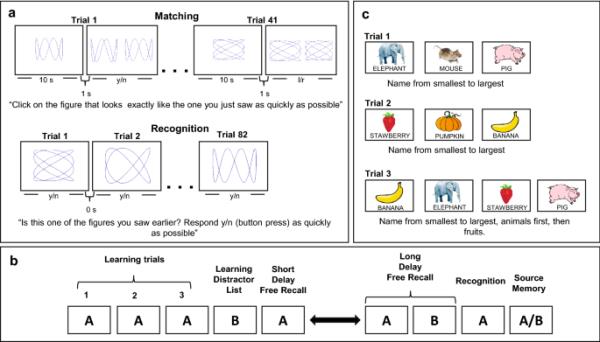 a
Matching
Trial 1
Trial 41
10 s
y/n
10 s
l/r
1 s
1 s
“Click on the figure that looks exactly like the one you just saw as quickly as possible”
Recognition
Trial 1
Trial 2
Trial 82
y/n
y/n
y/n
0 s
“Is this one of the figures you saw earlier? Respond y/n (button press) as quickly
as possible”
c
Trial 1
ELEPHANT
MOUSE
PIG
Name from smallest to largest
Trial 2
STAWBERRY
PUMPKIN
BANANA
Name from smallest to largest
Trial 3
BANANA
ELEPHANT
STAWBERRY
PIG
Name from smallest to largest, animals first, then
fruits.
b
Learning trials
1
2
3
Learning
Distractor
List
Short
Delay
Free Recall
Long
Delay
Free Recall
Recognition
Source
Memory
A
A
A
B
A
A
B
A
A/B